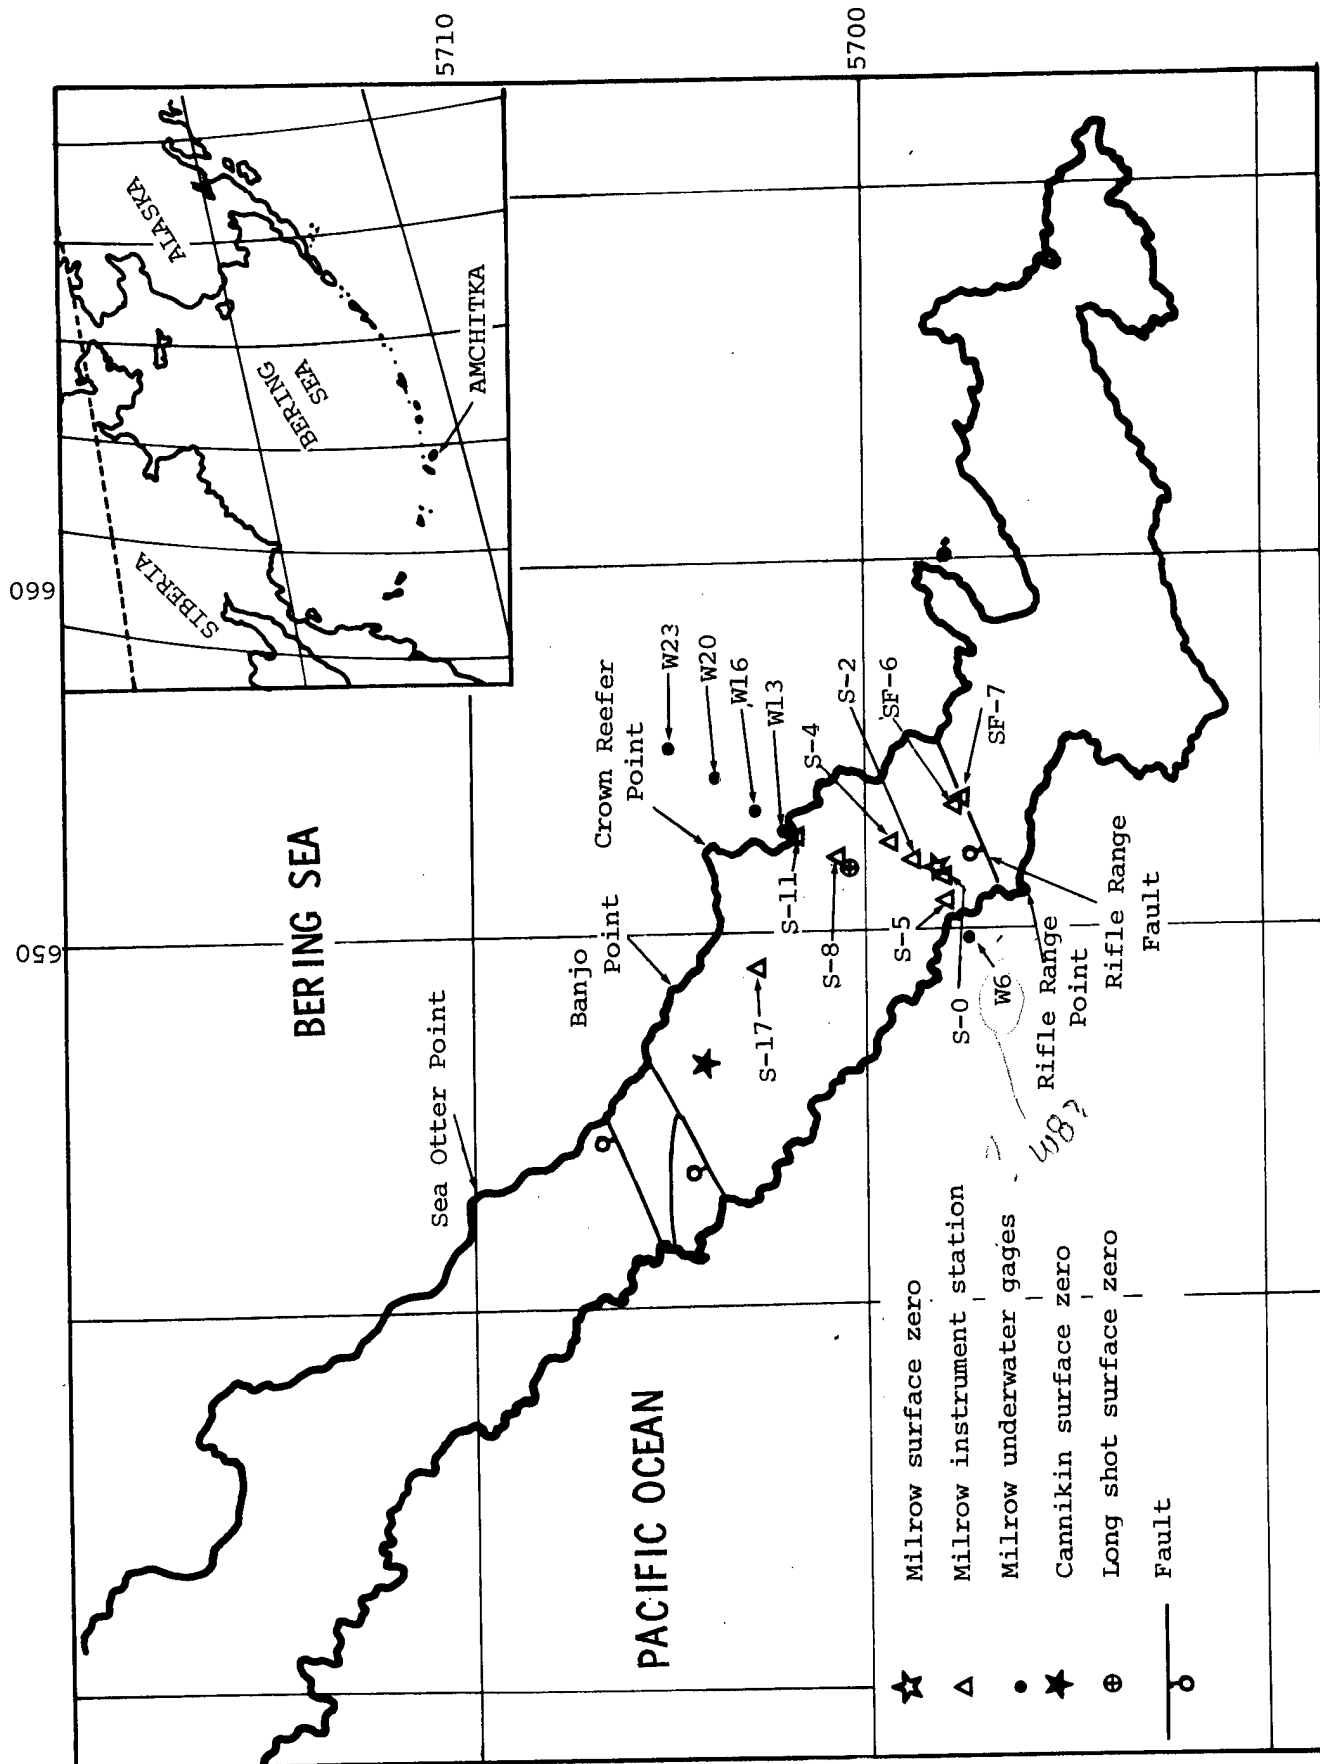 5710
5700
660
650
ALASKA
SIBERIA
BERING
SEA
AMCHITKA
BERING SEA
PACIFIC OCEAN
Sea Otter Point
Banjo
Point
Crown Reefer
Point
W23
W20
W16
W13
S-4
S-2
SF-6
SF-7
S-11
S-8
S-17
S-5
S-0
W6
W8?
Rifle Range
Point
Rifle Range
Fault
Milrow surface zero
Milrow instrument station
Milrow underwater gages
Cannikin surface zero
Long shot surface zero
Fault